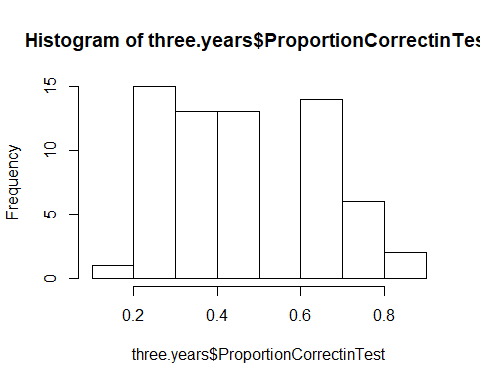 Histogram of three.years$ProportionCorrectinTes
Frequency
15
10
5
0
0.2 0.4 0.6 0.8
three.years$ProportionCorrectinTest